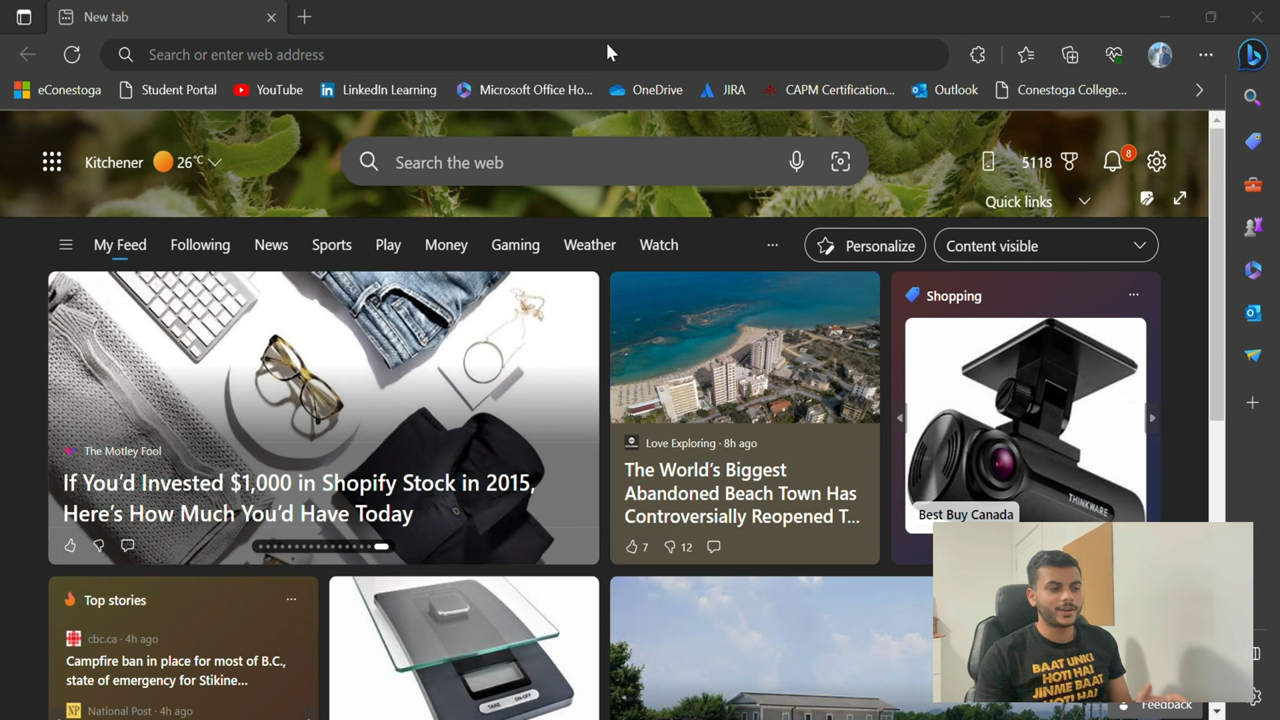 New tab
Search or enter web address
eConestoga
Student Portal
YouTube
LinkedIn Learning
Microsoft Office Ho...
OneDrive
JIRA
CAPM Certification...
Outlook
Conestoga College...
Kitchener 26°C
Search the web
5118
8
Quick links
My Feed
Following
News
Sports
Play
Money
Gaming
Weather
Watch
Personalize
Content visible
The Motley Fool
If You'd Invested $1,000 in Shopify Stock in 2015,
Here's How Much You'd Have Today
Love Exploring · 8h ago
The World's Biggest
Abandoned Beach Town Has
Controversially Reopened T...
7
12
Shopping
THINKWARE
Best Buy Canada
Top stories
cbc.ca · 4h ago
Campfire ban in place for most of B.C.,
state of emergency for Stikine...
NP
National Post · 4h ago
TARE
ON-OFF
BAAT UNKI
HOTI HAI
JINME BAAT
HOTI HAI
Feedback